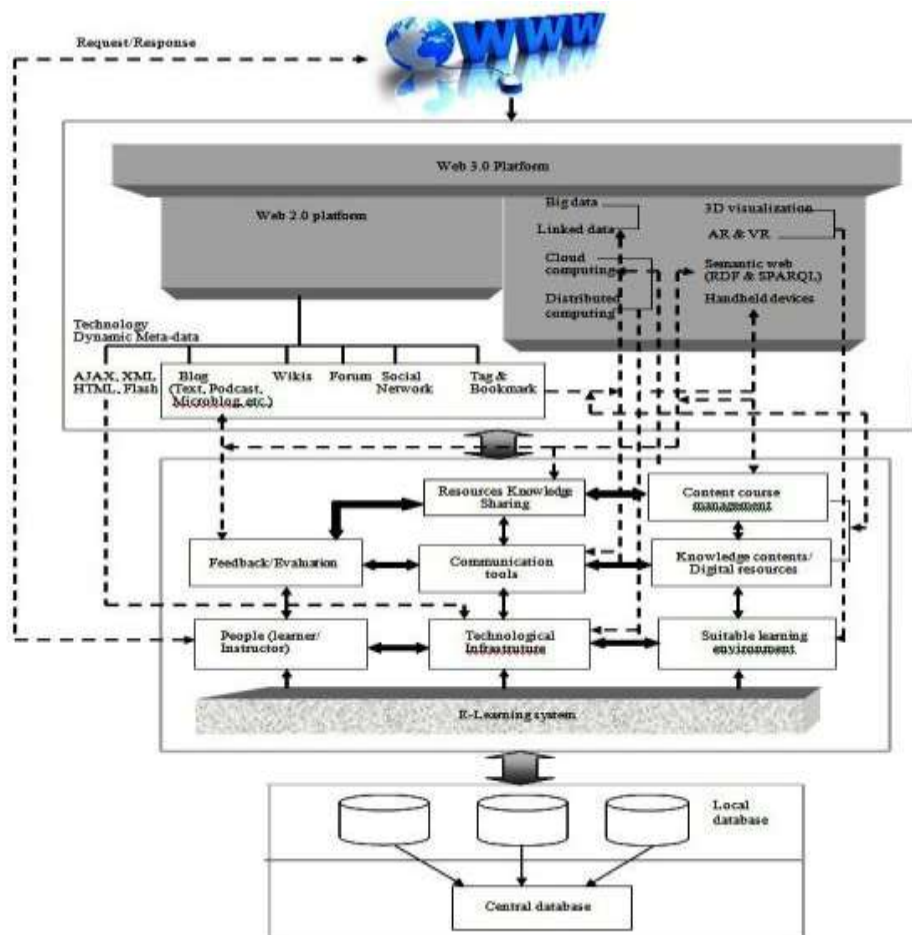 Request/Response
WWW
Web 3.0 Platform
Web 2.0 platform
Big data
Linked data
Cloud
computing
Distributed
computing
3D visualization
AR & VR
Semantic web
(RDF & SPARQL)
Handheld devices
Technology
Dynamic Meta-data
AJAX, XML
HTML, Flash
Blog
(Text, Podcast,
Microblog, etc.)
Wikis
Forum
Social
Network
Tag &
Bookmark
Resources Knowledge
Sharing
Content course
management
Feedback/Evaluation
Communication
tools
Knowledge contents/
Digital resources
People (learner/
Instructor)
Technological
Infrastruture
Suitable learning
environment
E-Learning system
Local
database
Central database